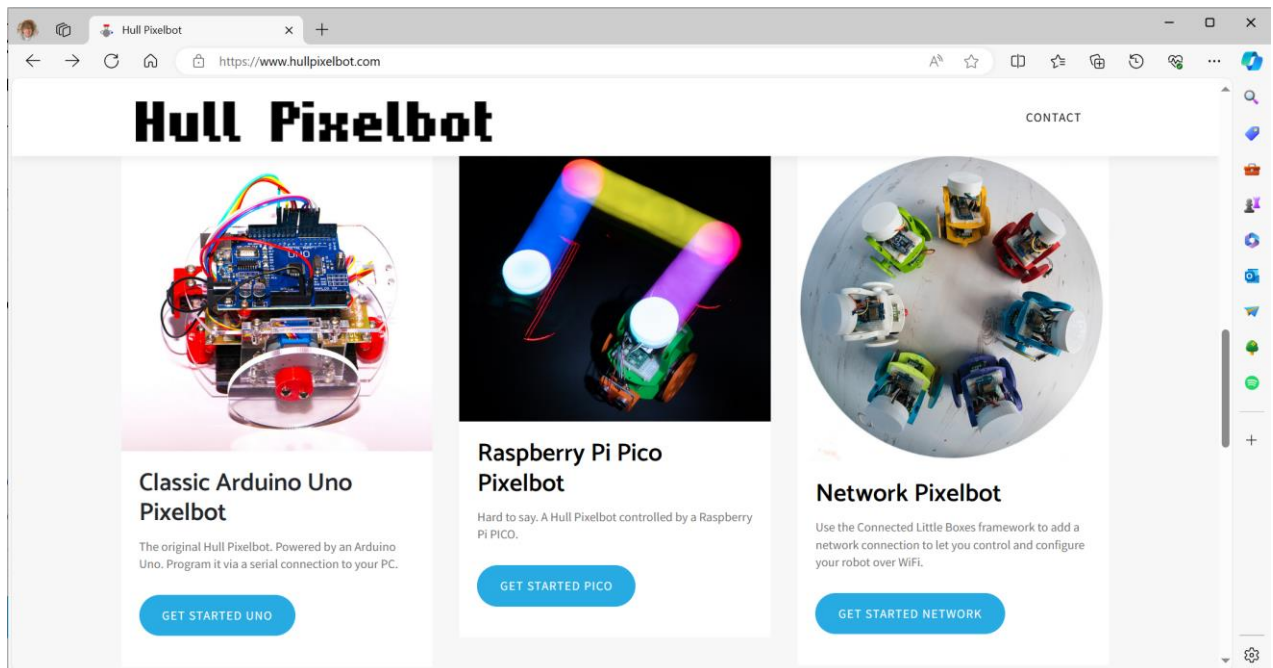 Hull Pixelbot
https://www.hullpixelbot.com
Hull Pixelbot
CONTACT
UNO
Classic Arduino Uno
Pixelbot
The original Hull Pixelbot. Powered by an Arduino
Uno. Program it via a serial connection to your PC.
GET STARTED UNO
Raspberry Pi Pico
Pixelbot
Hard to say. A Hull Pixelbot controlled by a Raspberry
Pi PICO.
GET STARTED PICO
Network Pixelbot
Use the Connected Little Boxes framework to add a
network connection to let you control and configure
your robot over WiFi.
GET STARTED NETWORK